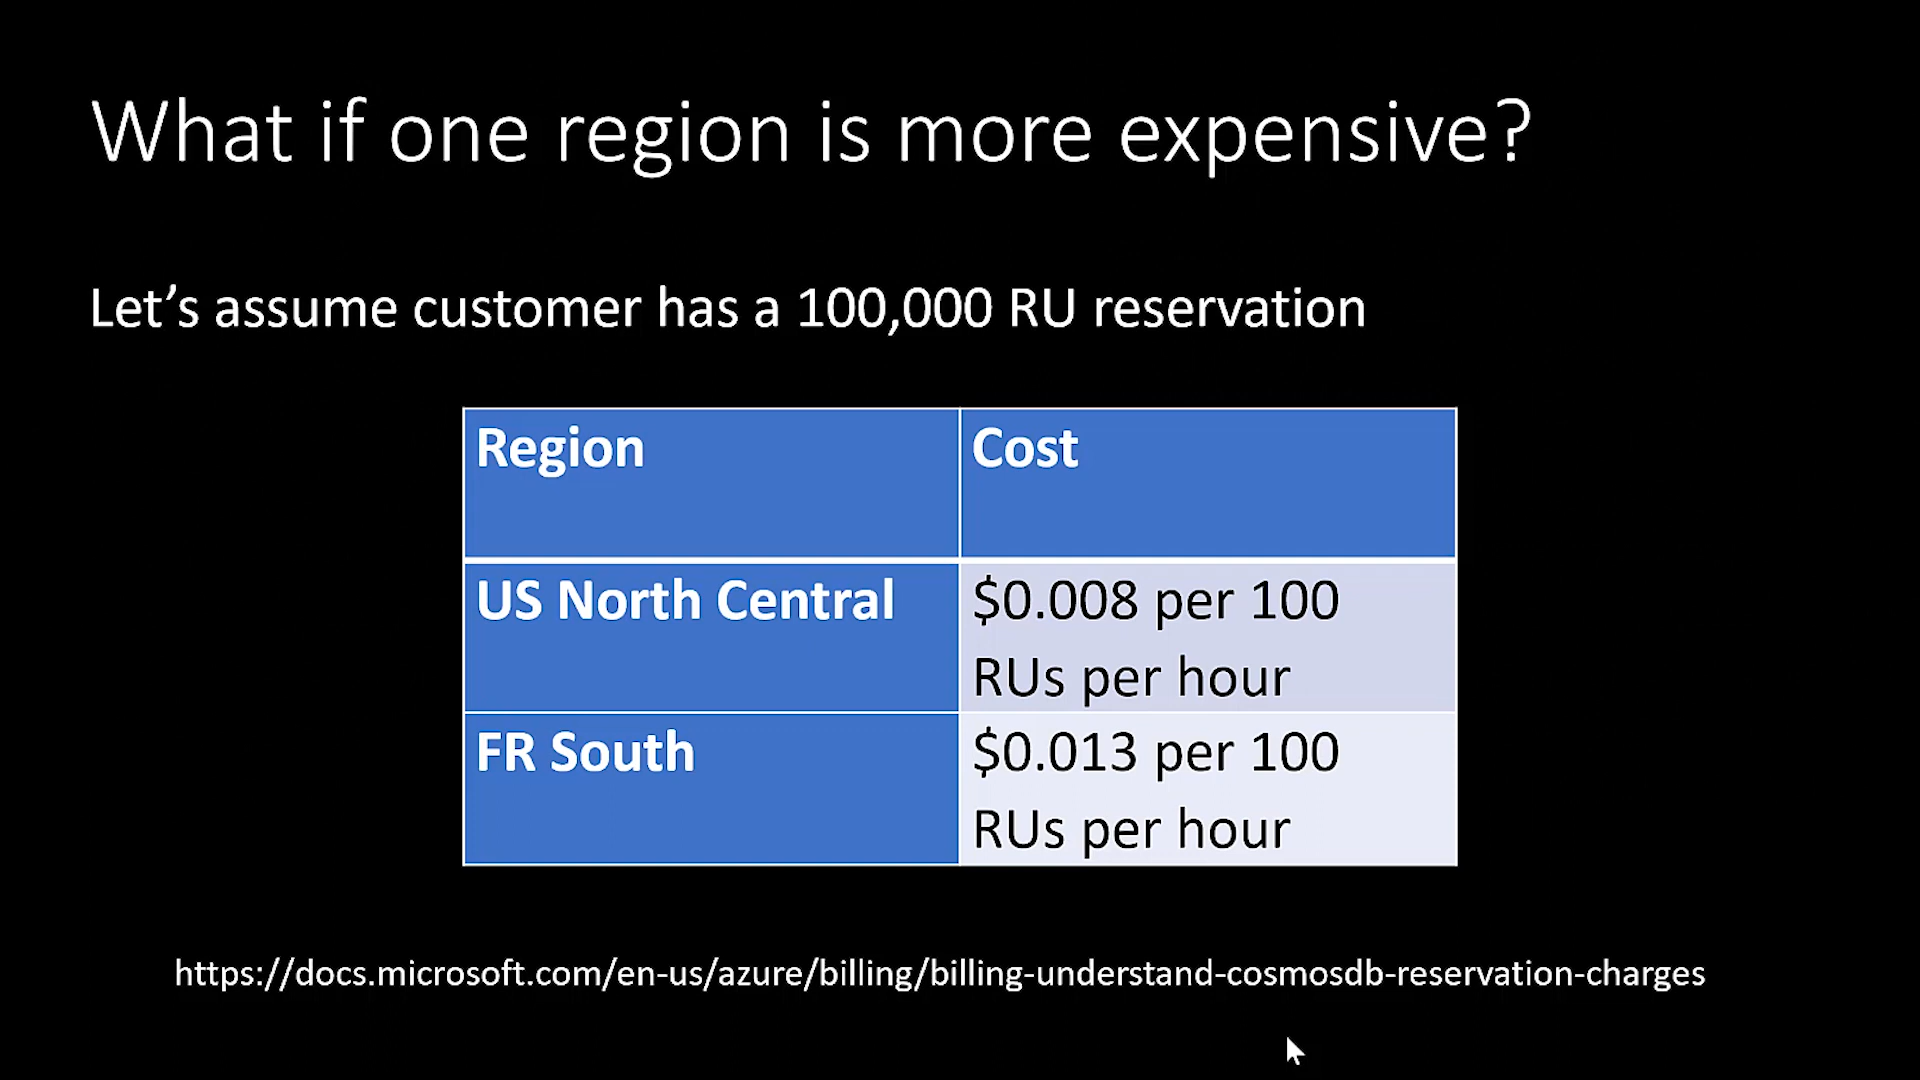 What if one region is more expensive?
Let’s assume customer has a 100,000 RU reservation
Region
Cost
US North Central
$0.008 per 100
RUs per hour
FR South
$0.013 per 100
RUs per hour
https://docs.microsoft.com/en-us/azure/billing/billing-understand-cosmosdb-reservation-charges